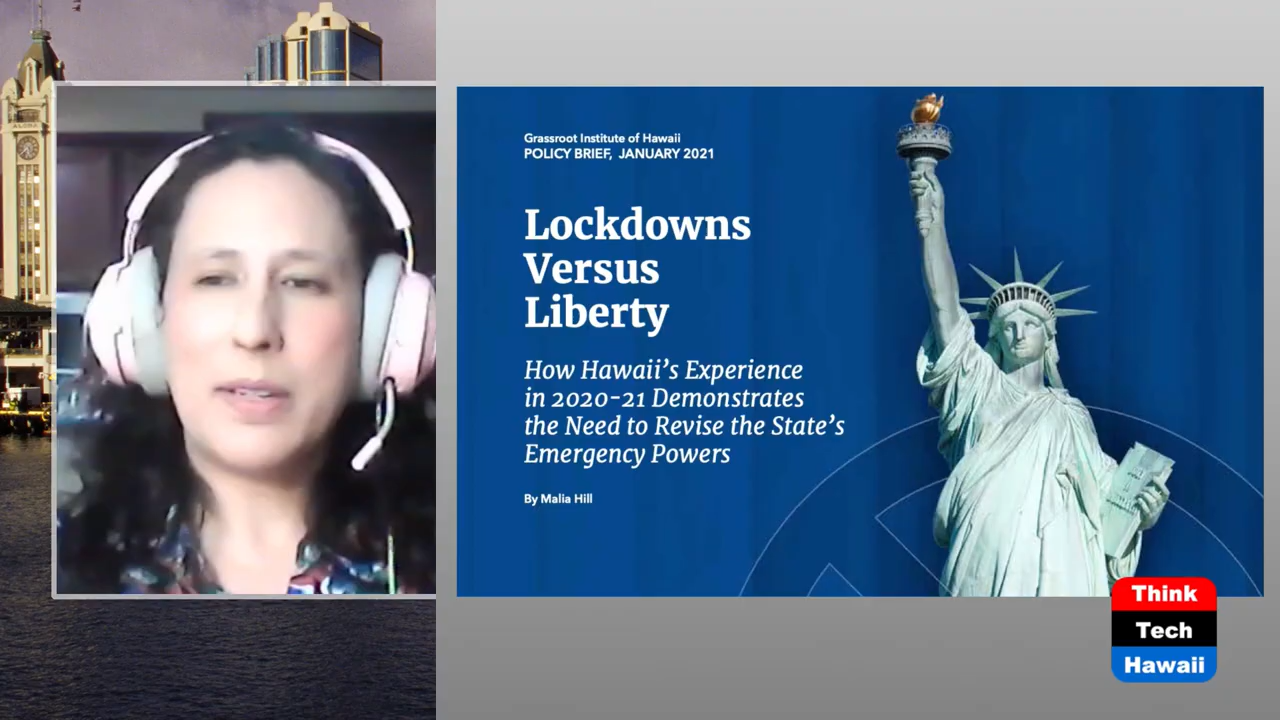 ALOHA
Grassroot Institute of Hawaii
POLICY BRIEF, JANUARY 2021
Lockdowns
Versus
Liberty
How Hawaii's Experience
in 2020-21 Demonstrates
the Need to Revise the State's
Emergency Powers
By Malia Hill
Think
Tech
Hawaii